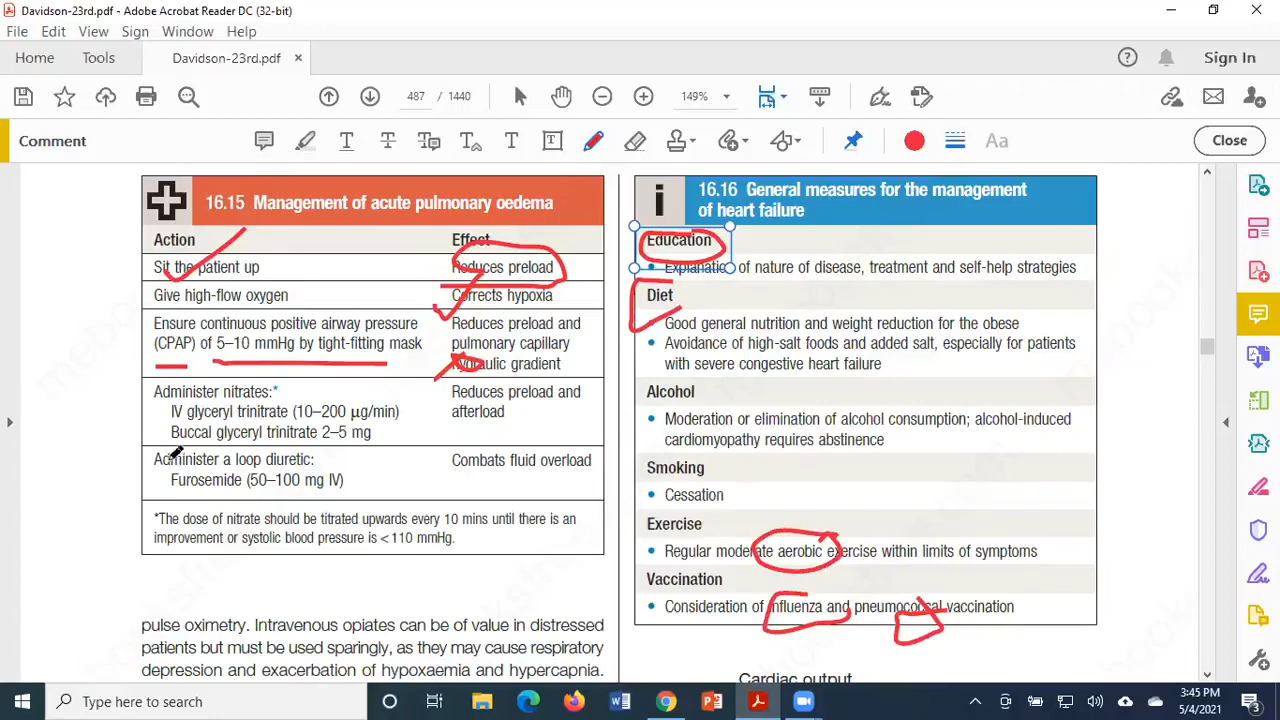 Davidson-23rd.pdf - Adobe Acrobat Reader DC (32-bit)
File Edit View Sign Window Help
Home Tools Davidson-23rd.pdf × Sign In
487 / 1440 149%
Comment Aa Close
16.15 Management of acute pulmonary oedema
Action Effect
Sit the patient up Reduces preload
Give high-flow oxygen Corrects hypoxia
Ensure continuous positive airway pressure
(CPAP) of 5–10 mmHg by tight-fitting mask
Reduces preload and
pulmonary capillary
hydraulic gradient
Administer nitrates:*
IV glyceryl trinitrate (10–200 μg/min)
Buccal glyceryl trinitrate 2–5 mg
Reduces preload and
afterload
Administer a loop diuretic:
Furosemide (50–100 mg IV)
Combats fluid overload
*The dose of nitrate should be titrated upwards every 10 mins until there is an
improvement or systolic blood pressure is <110 mmHg.
pulse oximetry. Intravenous opiates can be of value in distressed
patients but must be used sparingly, as they may cause respiratory
depression and exacerbation of hypoxaemia and hypercapnia.
i 16.16 General measures for the management
of heart failure
Education
• Explanation of nature of disease, treatment and self-help strategies
Diet
• Good general nutrition and weight reduction for the obese
• Avoidance of high-salt foods and added salt, especially for patients
with severe congestive heart failure
Alcohol
• Moderation or elimination of alcohol consumption; alcohol-induced
cardiomyopathy requires abstinence
Smoking
• Cessation
Exercise
• Regular moderate aerobic exercise within limits of symptoms
Vaccination
• Consideration of influenza and pneumococcal vaccination
Cardiac output
Type here to search
3:45 PM
5/4/2021
3